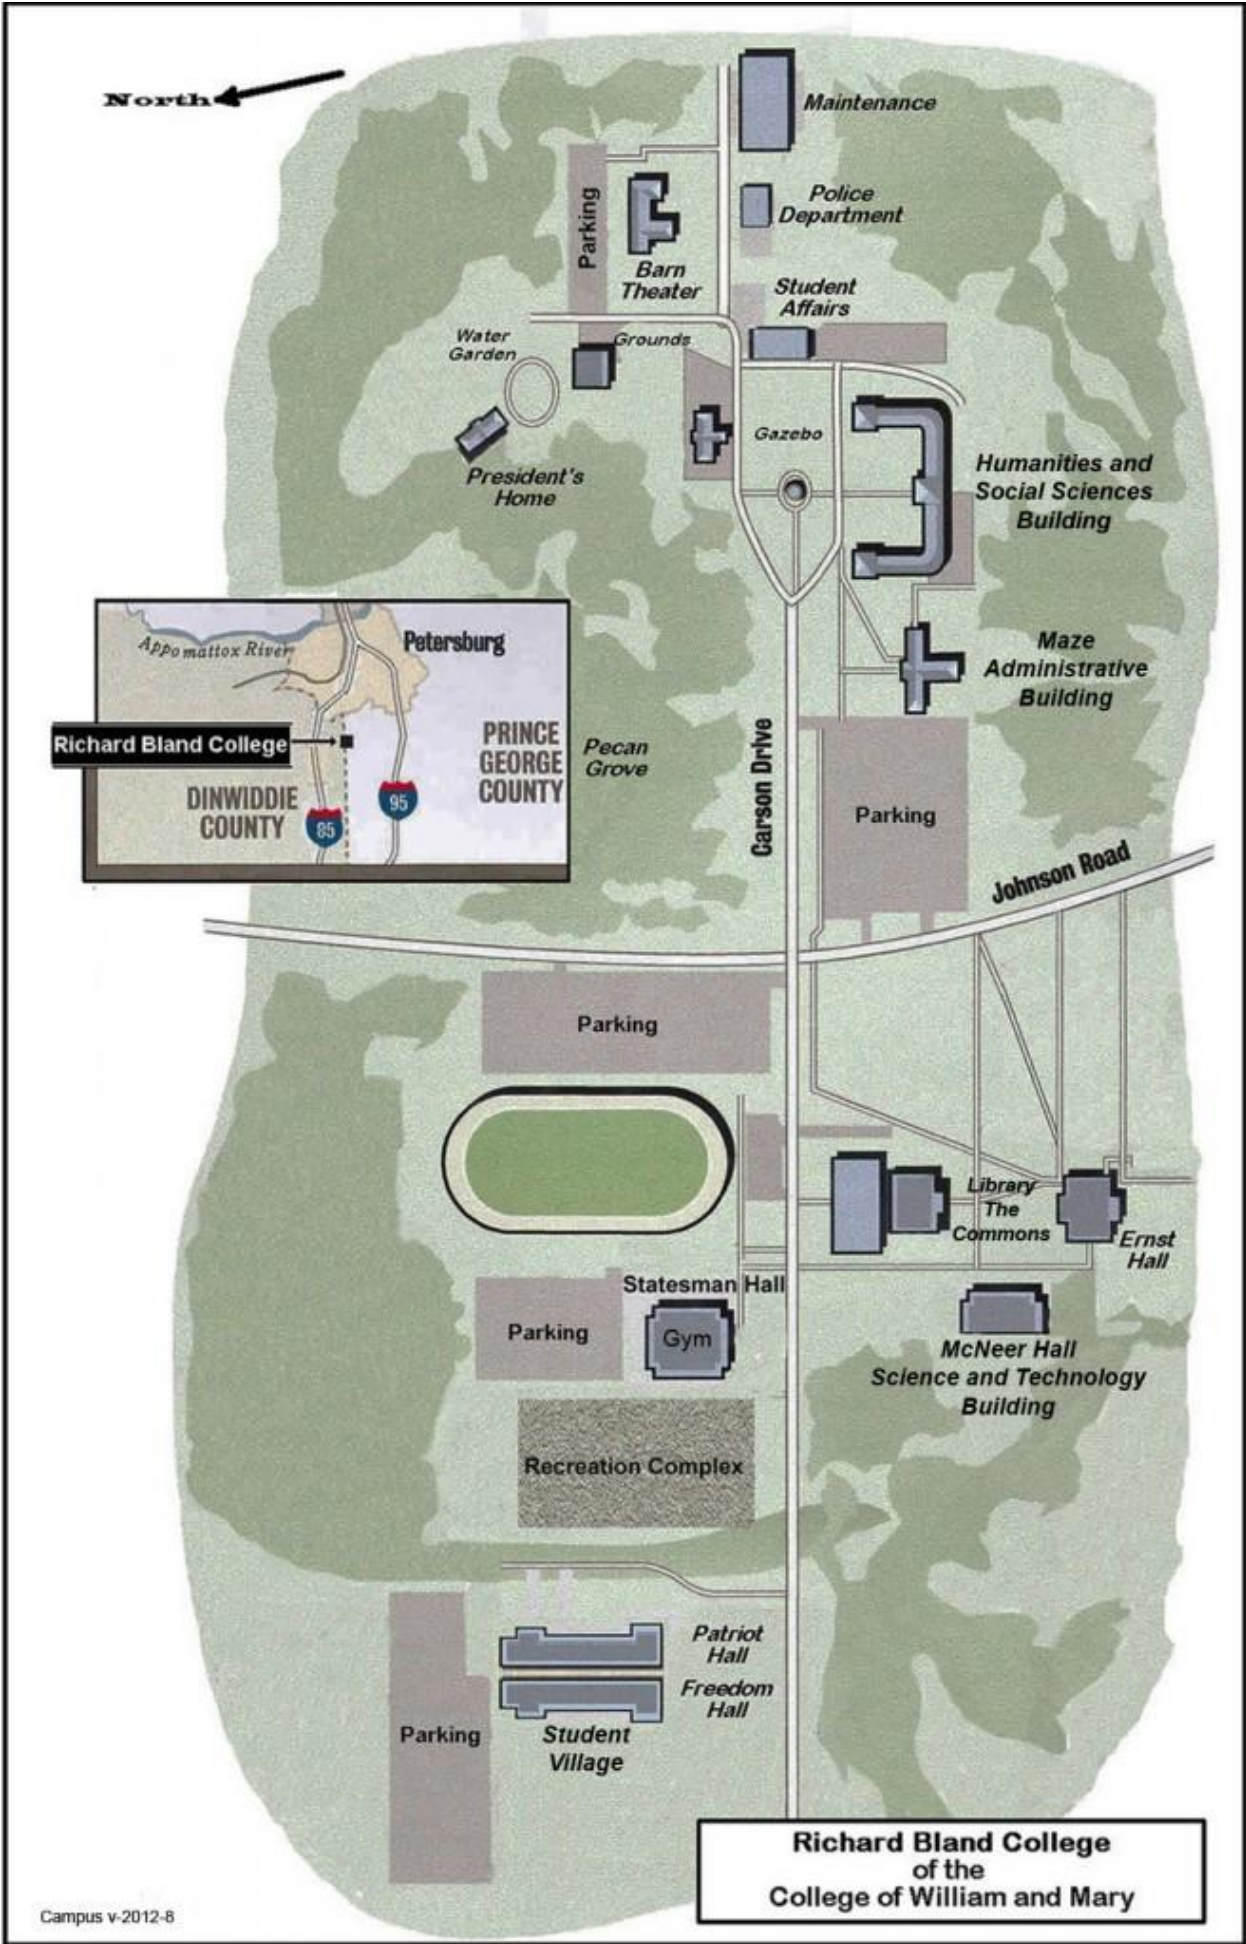 North
Maintenance
Police
Department
Parking
Barn
Theater
Student
Affairs
Water
Garden
Grounds
Gazebo
President's
Home
Humanities and
Social Sciences
Building
Appomattox River
Petersburg
Richard Bland College
PRINCE
GEORGE
COUNTY
DINWIDDIE
COUNTY
85
95
Pecan
Grove
Carson Drive
Maze
Administrative
Building
Parking
Johnson Road
Parking
Library
The
Commons
Ernst
Hall
Statesman Hall
Gym
Parking
McNeer Hall
Science and Technology
Building
Recreation Complex
Patriot
Hall
Freedom
Hall
Student
Village
Parking
Richard Bland College
of the
College of William and Mary
Campus v-2012-8